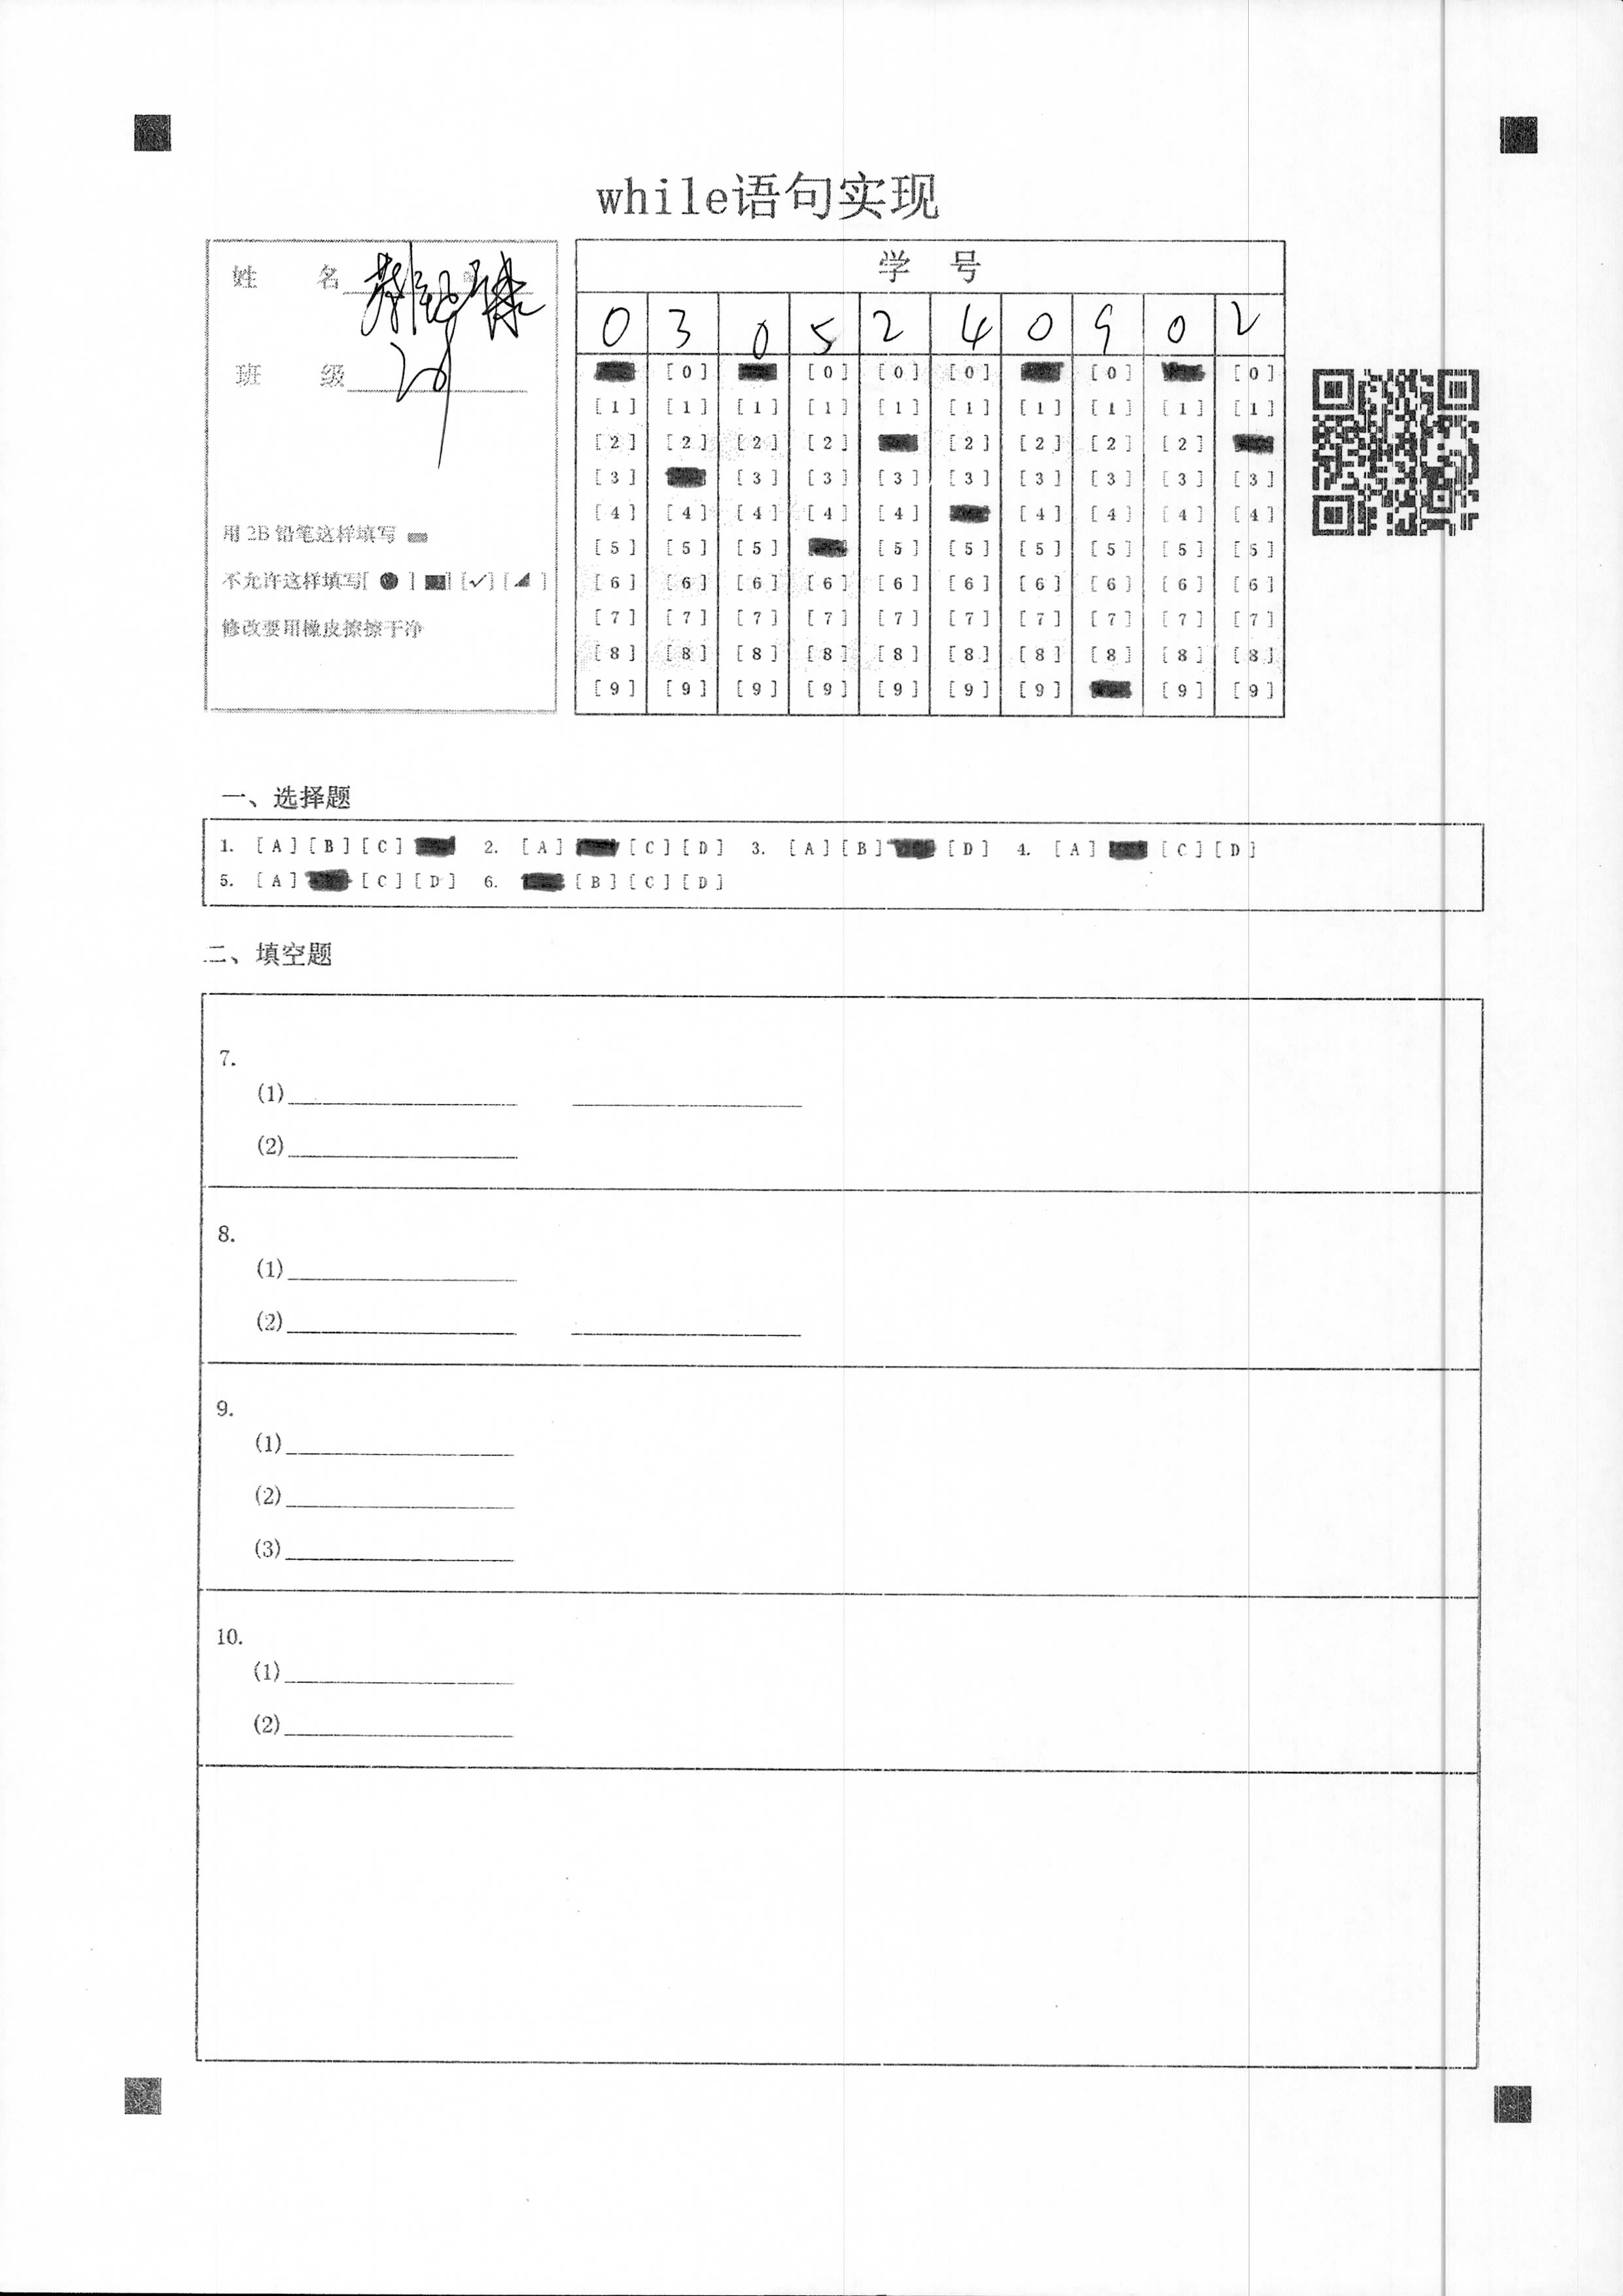 while语句实现
姓 名
班 级
用 2B 铅笔这样填写
不允许这样填写[ ● ] [■] [✓] [◢ ]
修改要用橡皮擦擦干净
学 号
0 3 0 5 2 4 0 9 0 2
[0] [0] [0] [0] [0] [0]
[1] [1] [1] [1] [1] [1] [1] [1] [1] [1]
[2] [2] [2] [2] [2] [2] [2] [2]
[3] [3] [3] [3] [3] [3] [3] [3] [3]
[4] [4] [4] [4] [4] [4] [4] [4] [4]
[5] [5] [5] [5] [5] [5] [5] [5] [5]
[6] [6] [6] [6] [6] [6] [6] [6] [6] [6]
[7] [7] [7] [7] [7] [7] [7] [7] [7] [7]
[8] [8] [8] [8] [8] [8] [8] [8] [8] [8]
[9] [9] [9] [9] [9] [9] [9] [9] [9]
一、选择题
1. [A] [B] [C] 2. [A] [C] [D] 3. [A] [B] [D] 4. [A] [C] [D]
5. [A] [C] [D] 6. [B] [C] [D]
二、填空题
7.
(1)
(2)
8.
(1)
(2)
9.
(1)
(2)
(3)
10.
(1)
(2)